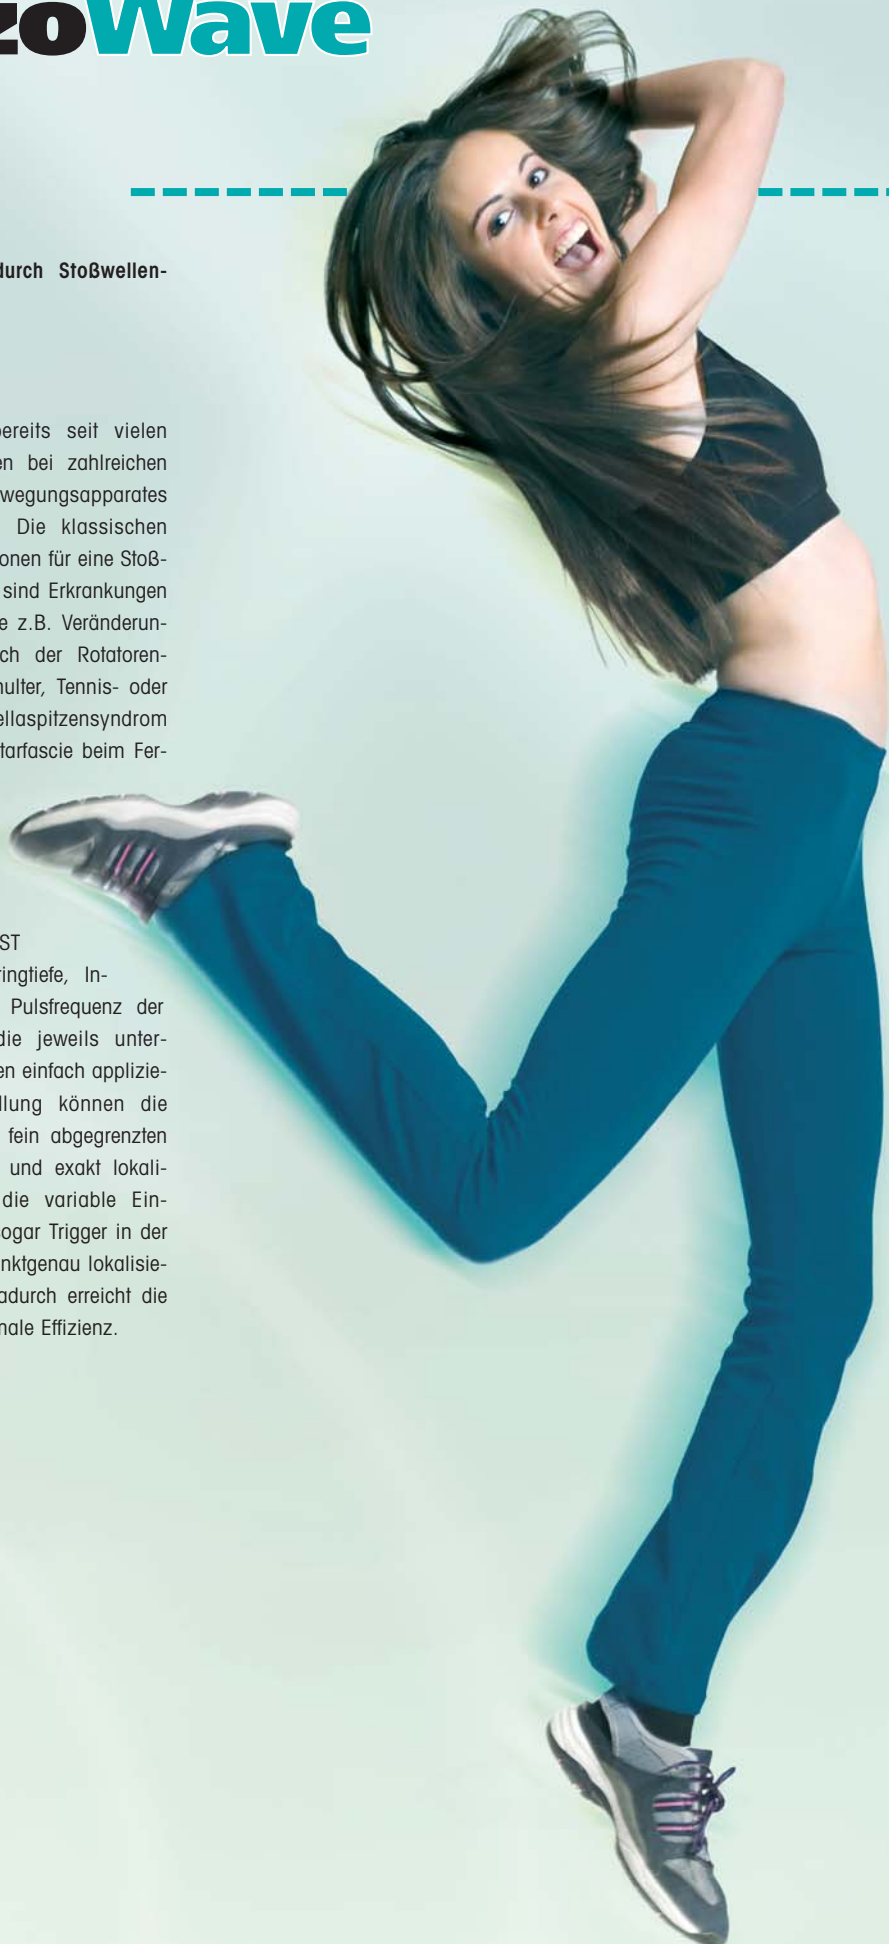 zoWave
durch Stoßwellen-
bereits seit vielen
en bei zahlreichen
wegungsapparates
Die klassischen
onen für eine Stoß-
sind Erkrankungen
e z.B. Veränderun-
ch der Rotatoren-
hulter, Tennis- oder
ellaspitzensyndrom
tarfascie beim Fer-
ST
ringtiefe, In-
Pulsfrequenz der
die jeweils unter-
en einfach applizie-
llung können die
fein abgegrenzten
und exakt lokali-
die variable Ein-
sogar Trigger in der
nktgenau lokalisie-
adurch erreicht die
male Effizienz.